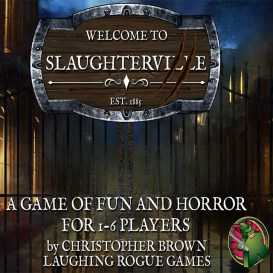 WELCOME TO
SLAUGHTERVILLE
EST. 1885
A GAME OF FUN AND HORROR
FOR 1-6 PLAYERS
by CHRISTOPHER BROWN
LAUGHING ROGUE GAMES